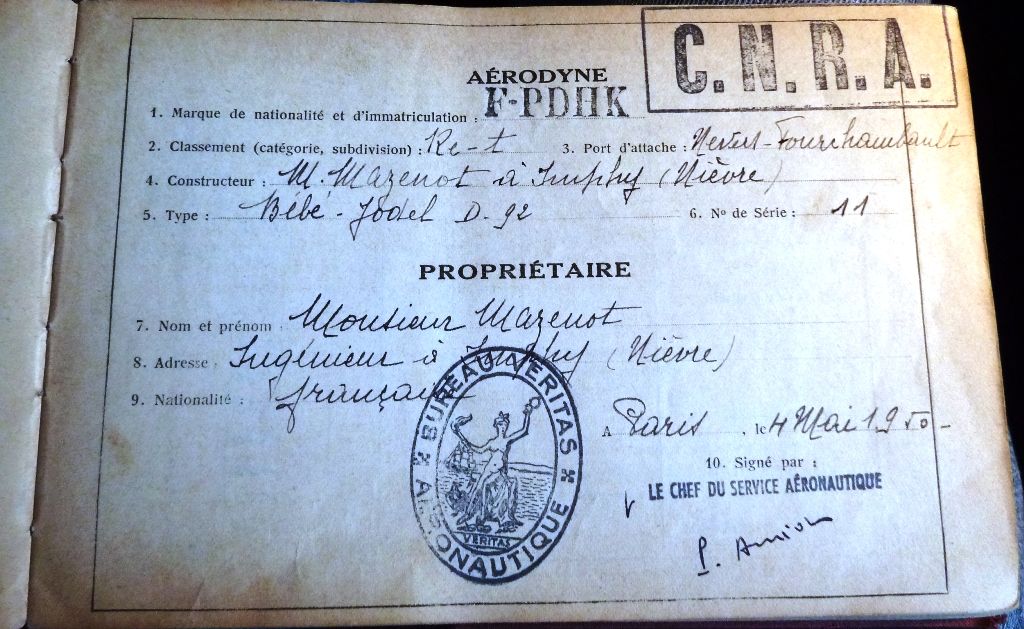 C.N.R.A.
AÉRODYNE
1. Marque de nationalité et d'immatriculation : F-PDHK
2. Classement (catégorie, subdivision) : Re-t 3. Port d'attache : Nevers-Fourchambault
4. Constructeur : M. Mazenot à Imphy (Nièvre)
5. Type : Bébé-Jodel D-92 6. No de Série : 11
PROPRIÉTAIRE
7. Nom et prénom : Monsieur Mazenot
8. Adresse : Ingénieur à Imphy (Nièvre)
9. Nationalité : française
BUREAU VERITAS
AÉRONAUTIQUE
VERITAS
A Paris, le 4 Mai 1950-
10. Signé par :
LE CHEF DU SERVICE AÉRONAUTIQUE
P.